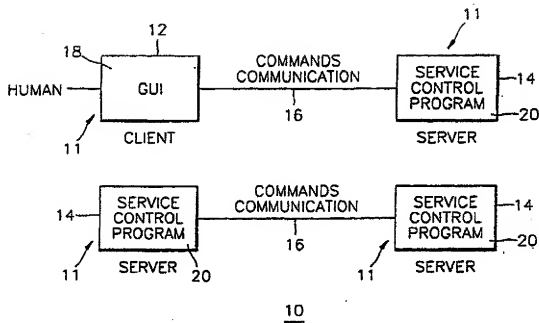 11
12
18
HUMAN
GUI
COMMANDS
COMMUNICATION
16
SERVICE
CONTROL
PROGRAM
14
20
11
CLIENT
SERVER
14
SERVICE
CONTROL
PROGRAM
20
11
SERVER
COMMANDS
COMMUNICATION
16
SERVICE
CONTROL
PROGRAM
14
20
11
SERVER
10